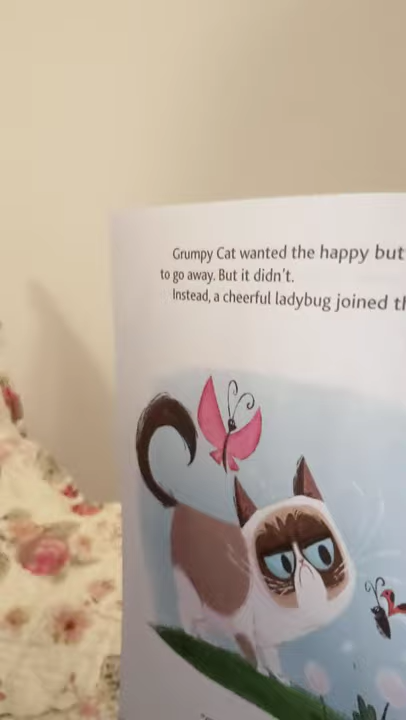 Grumpy Cat wanted the happy
to go away. But it didn't.
Instead, a cheerful ladybug joined